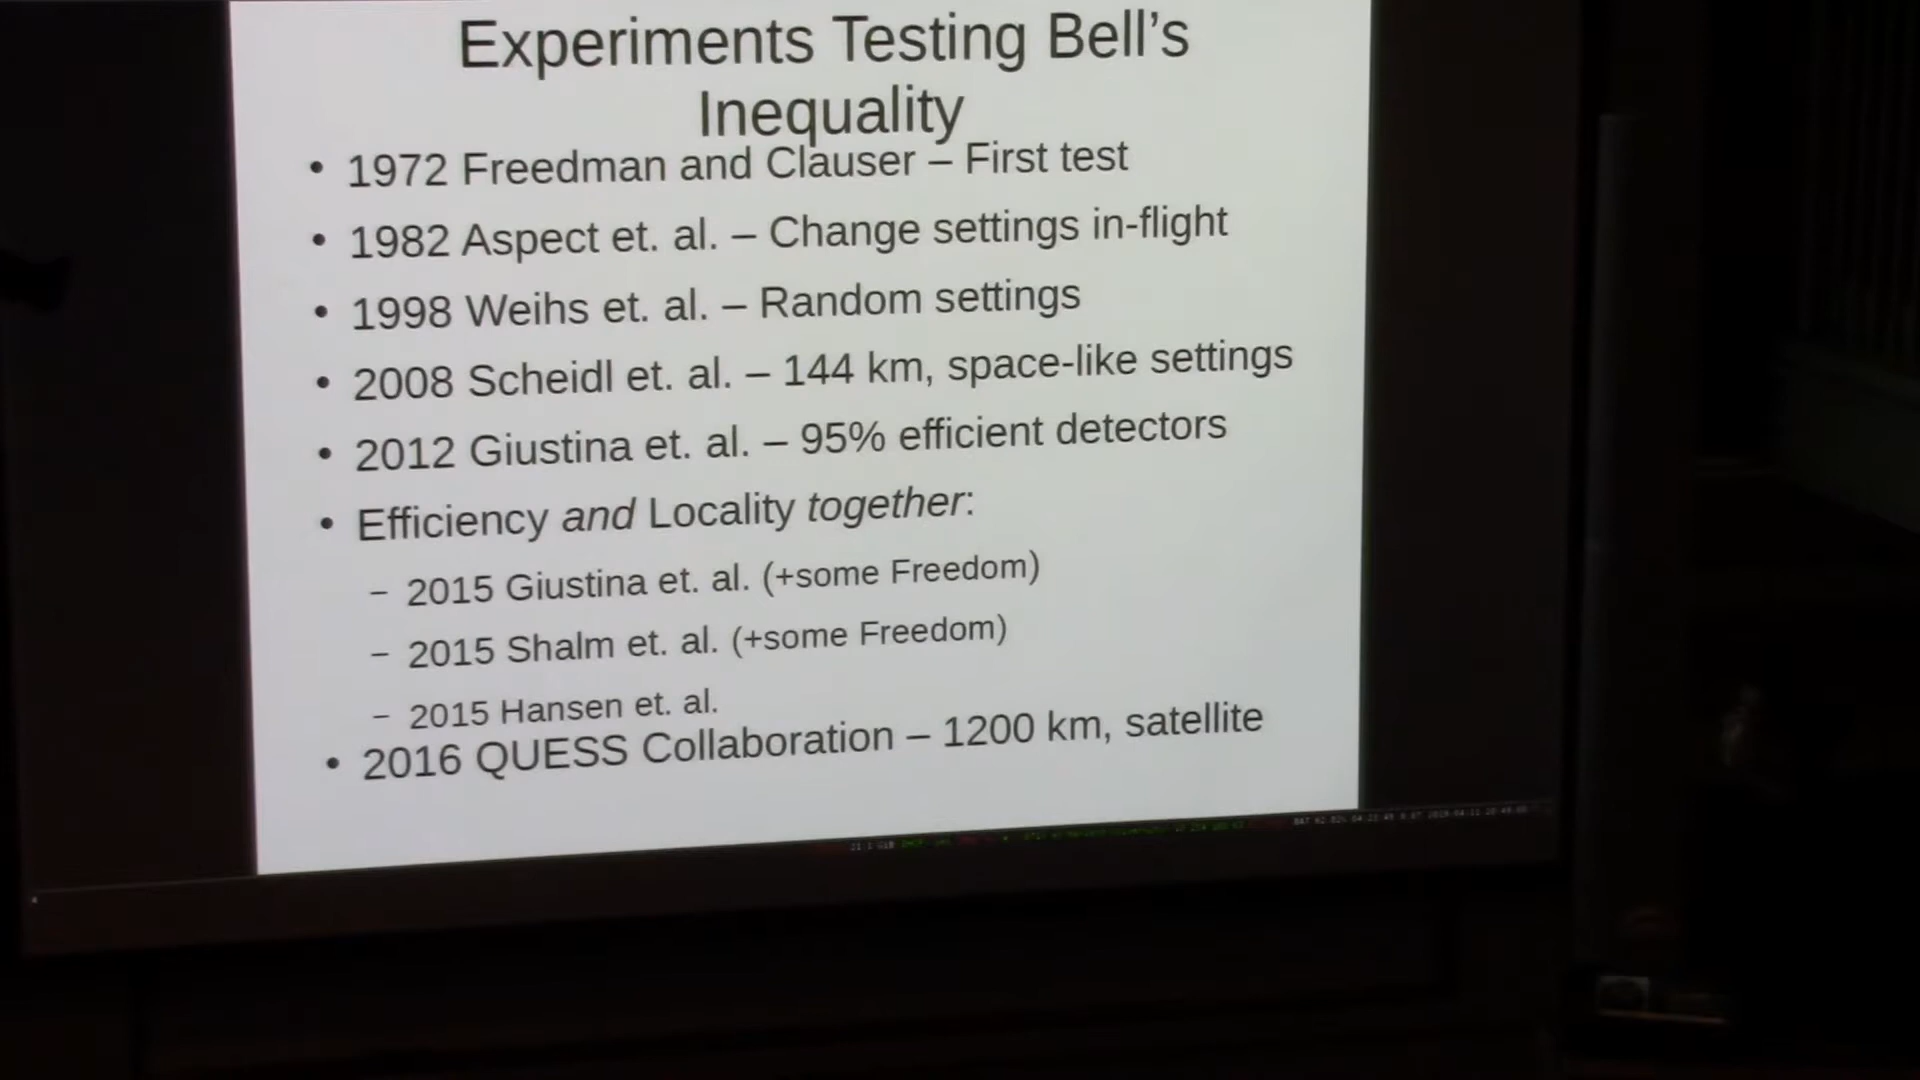 Experiments Testing Bell’s
Inequality
• 1972 Freedman and Clauser – First test
• 1982 Aspect et. al. – Change settings in-flight
• 1998 Weihs et. al. – Random settings
• 2008 Scheidl et. al. – 144 km, space-like settings
• 2012 Giustina et. al. – 95% efficient detectors
• Efficiency and Locality together:
– 2015 Giustina et. al. (+some Freedom)
– 2015 Shalm et. al. (+some Freedom)
– 2015 Hansen et. al.
• 2016 QUESS Collaboration – 1200 km, satellite